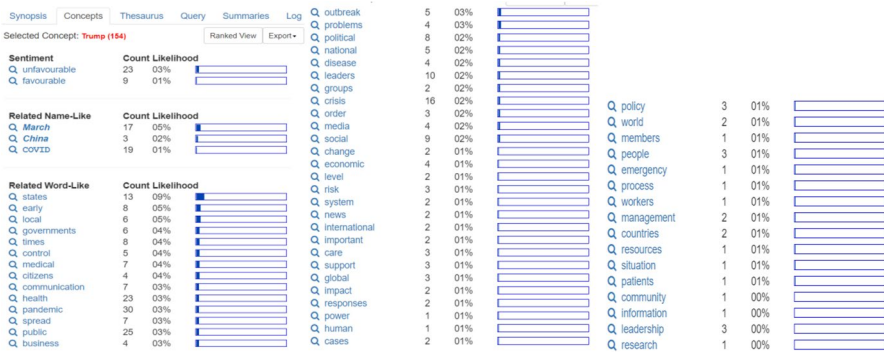 Synopsis Concepts Thesaurus Query Summaries Log
Selected Concept: Trump (154) Ranked View Export
Sentiment Count Likelihood
unfavourable 23 03%
favourable 9 01%
Related Name-Like Count Likelihood
March 17 05%
China 3 02%
COVID 19 01%
Related Word-Like Count Likelihood
states 13 09%
early 8 05%
local 6 05%
governments 6 04%
times 8 04%
control 5 04%
medical 7 04%
citizens 4 04%
communication 7 03%
health 23 03%
pandemic 30 03%
spread 7 03%
public 25 03%
business 4 03%
outbreak 5 03%
problems 4 03%
political 8 02%
national 5 02%
disease 4 02%
leaders 10 02%
groups 2 02%
crisis 16 02%
order 3 02%
media 4 02%
social 9 02%
change 2 01%
economic 4 01%
level 2 01%
risk 3 01%
system 2 01%
news 2 01%
international 2 01%
important 2 01%
care 3 01%
support 3 01%
global 3 01%
impact 2 01%
responses 2 01%
power 1 01%
human 1 01%
cases 2 01%
policy 3 01%
world 2 01%
members 1 01%
people 3 01%
emergency 1 01%
process 1 01%
workers 1 01%
management 2 01%
countries 2 01%
resources 1 01%
situation 1 01%
patients 1 01%
community 1 00%
information 1 00%
leadership 3 00%
research 1 00%